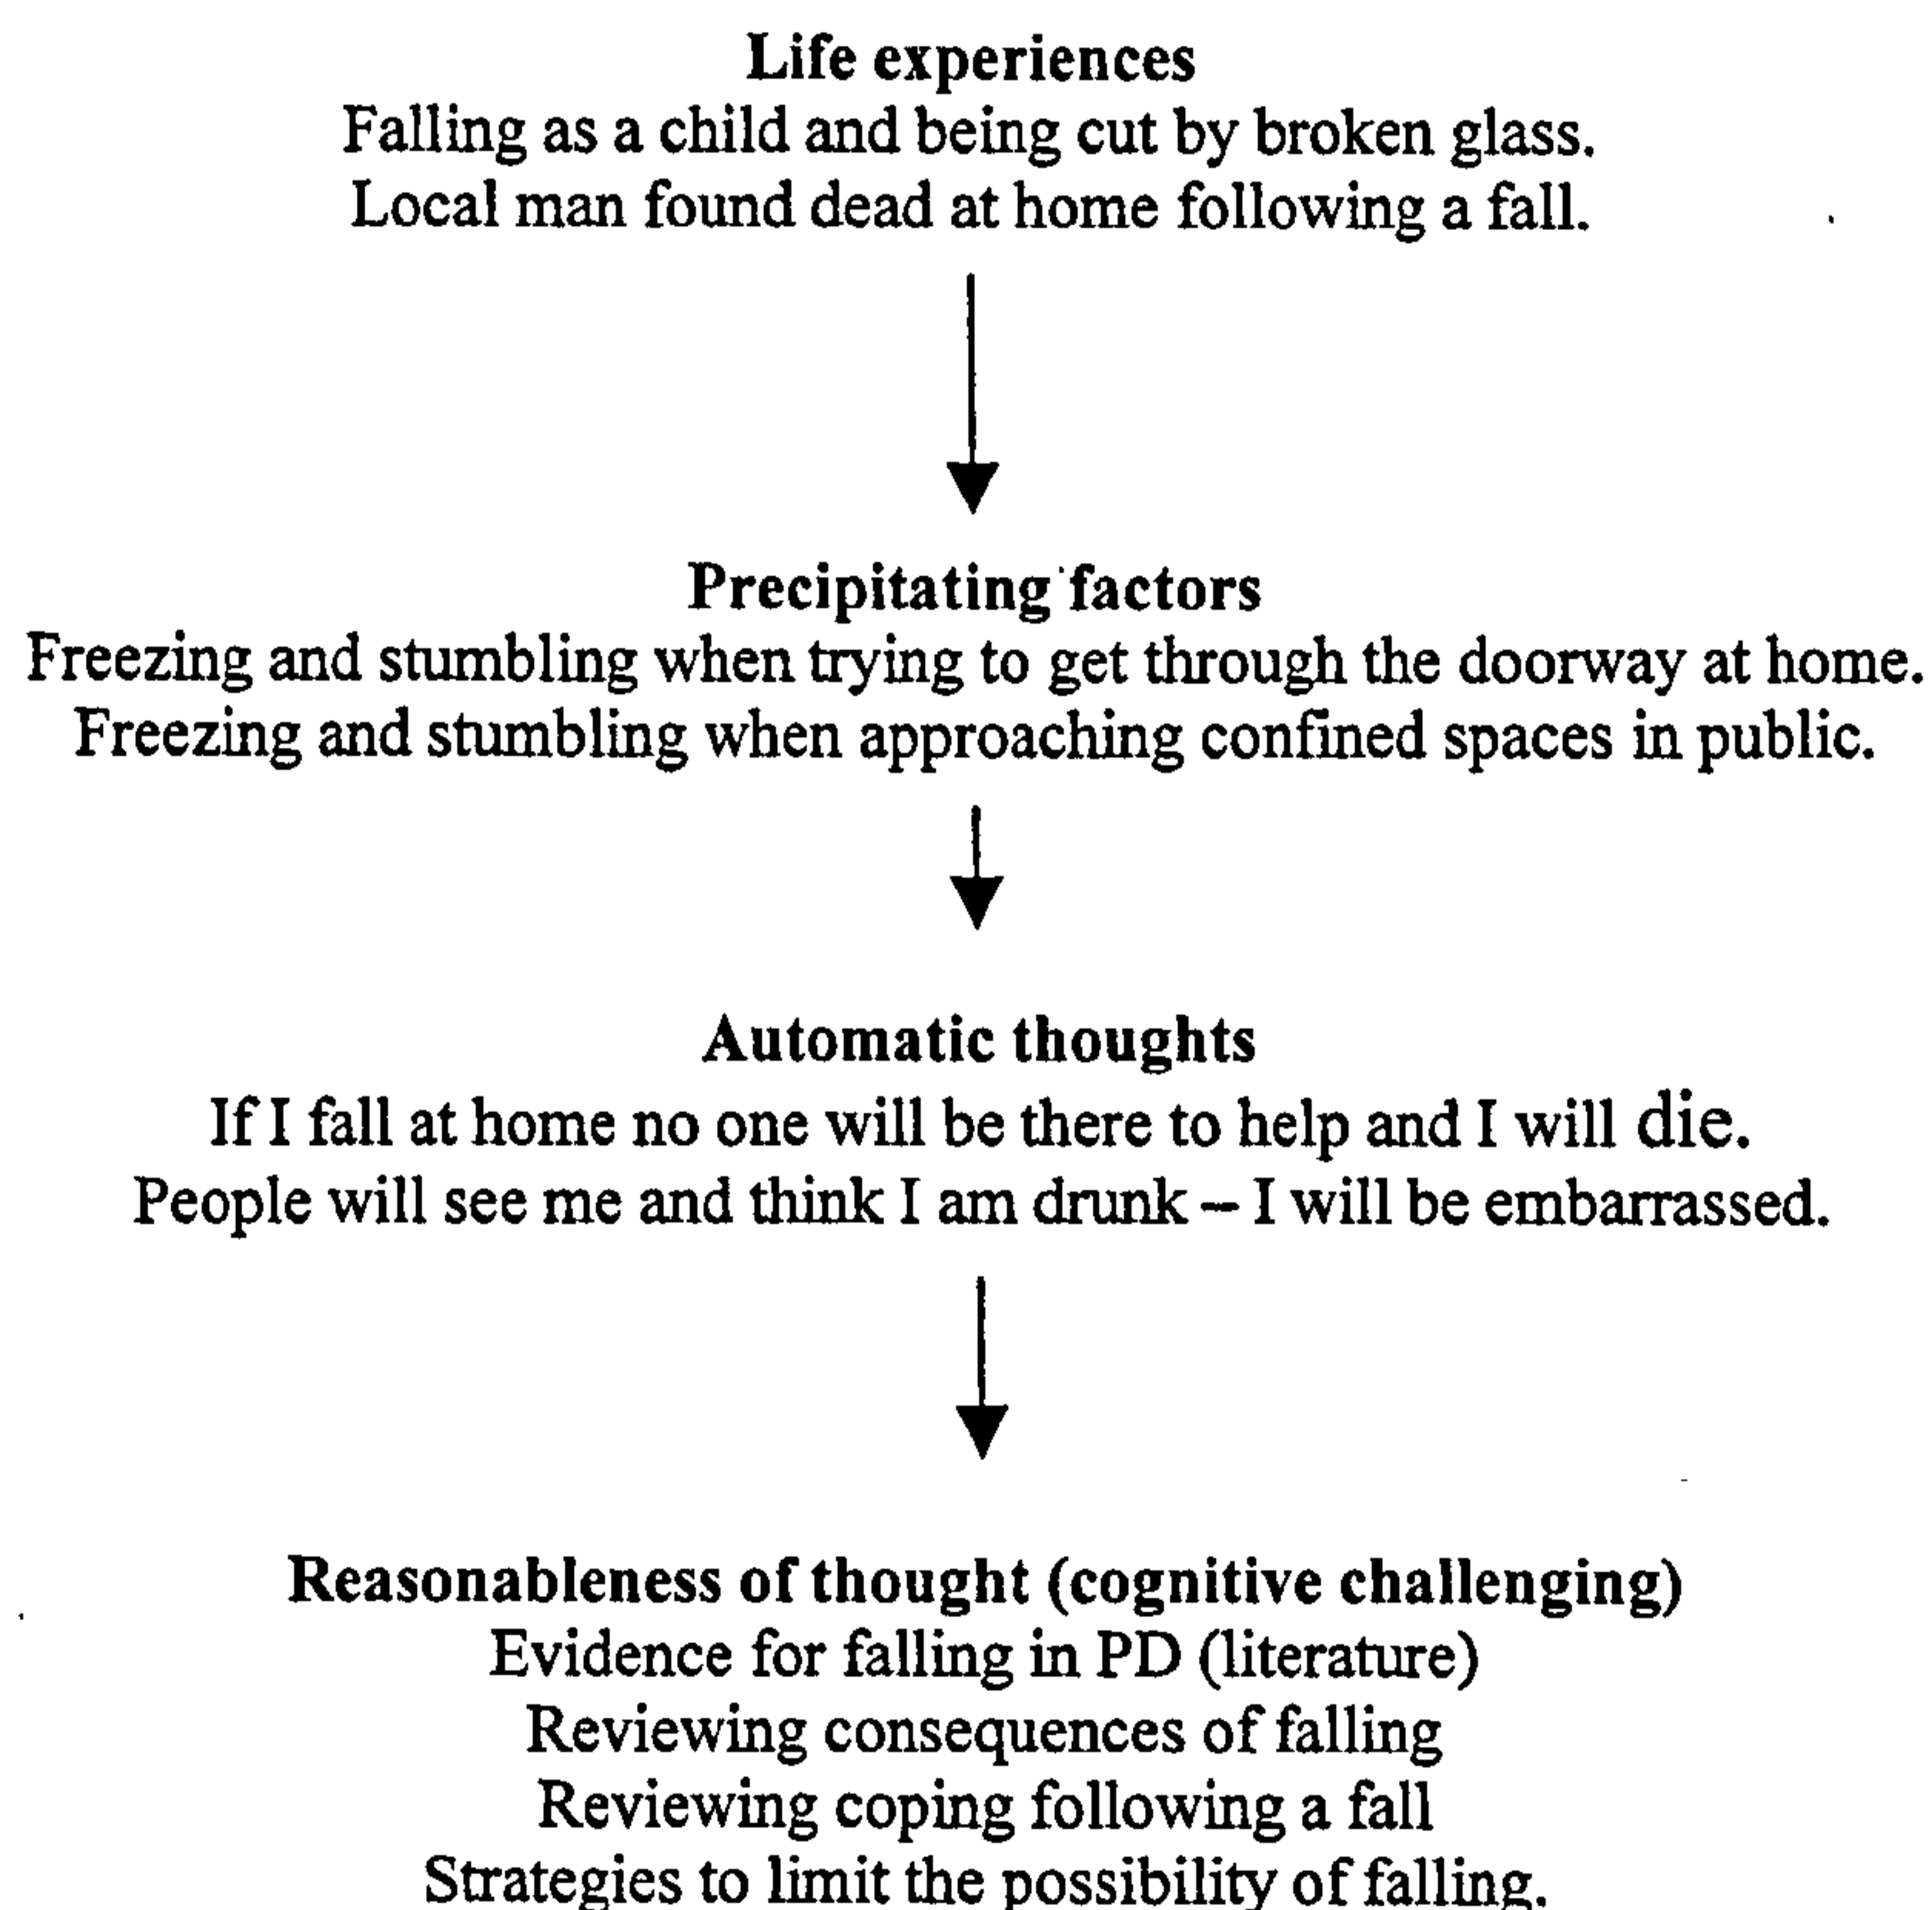 Life experiences
Falling as a child and being cut by broken glass.
Local man found dead at home following a fall.
Precipitating factors
Freezing and stumbling when trying to get through the doorway at home.
Freezing and stumbling when approaching confined spaces in public.
Automatic thoughts
If I fall at home no one will be there to help and I will die.
People will see me and think I am drunk – I will be embarrassed.
Reasonableness of thought (cognitive challenging)
Evidence for falling in PD (literature)
Reviewing consequences of falling
Reviewing coping following a fall
Strategies to limit the possibility of falling.